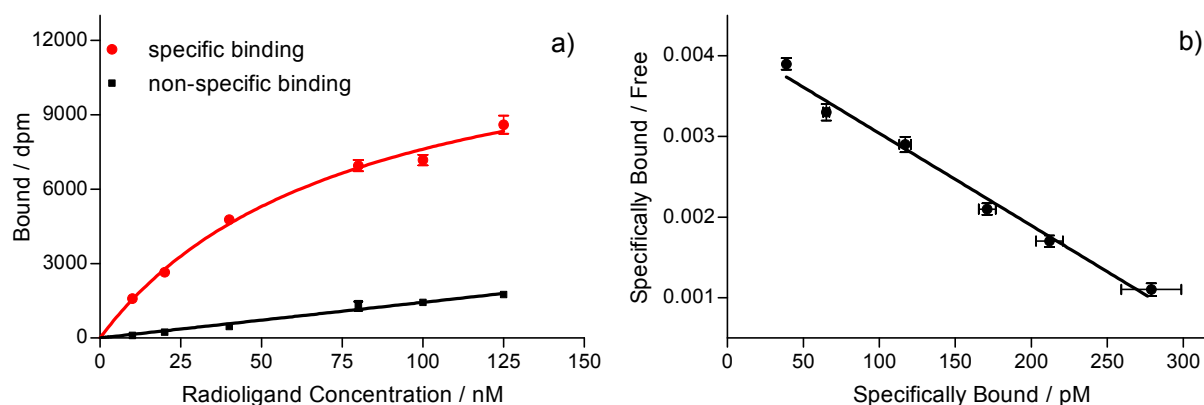 a)
specific binding
non-specific binding
12000
9000
6000
3000
0
Bound / dpm
0 25 50 75 100 125 150
Radioligand Concentration / nM
b)
0.004
0.003
0.002
0.001
Specifically Bound / Free
0 50 100 150 200 250 300
Specifically Bound / pM